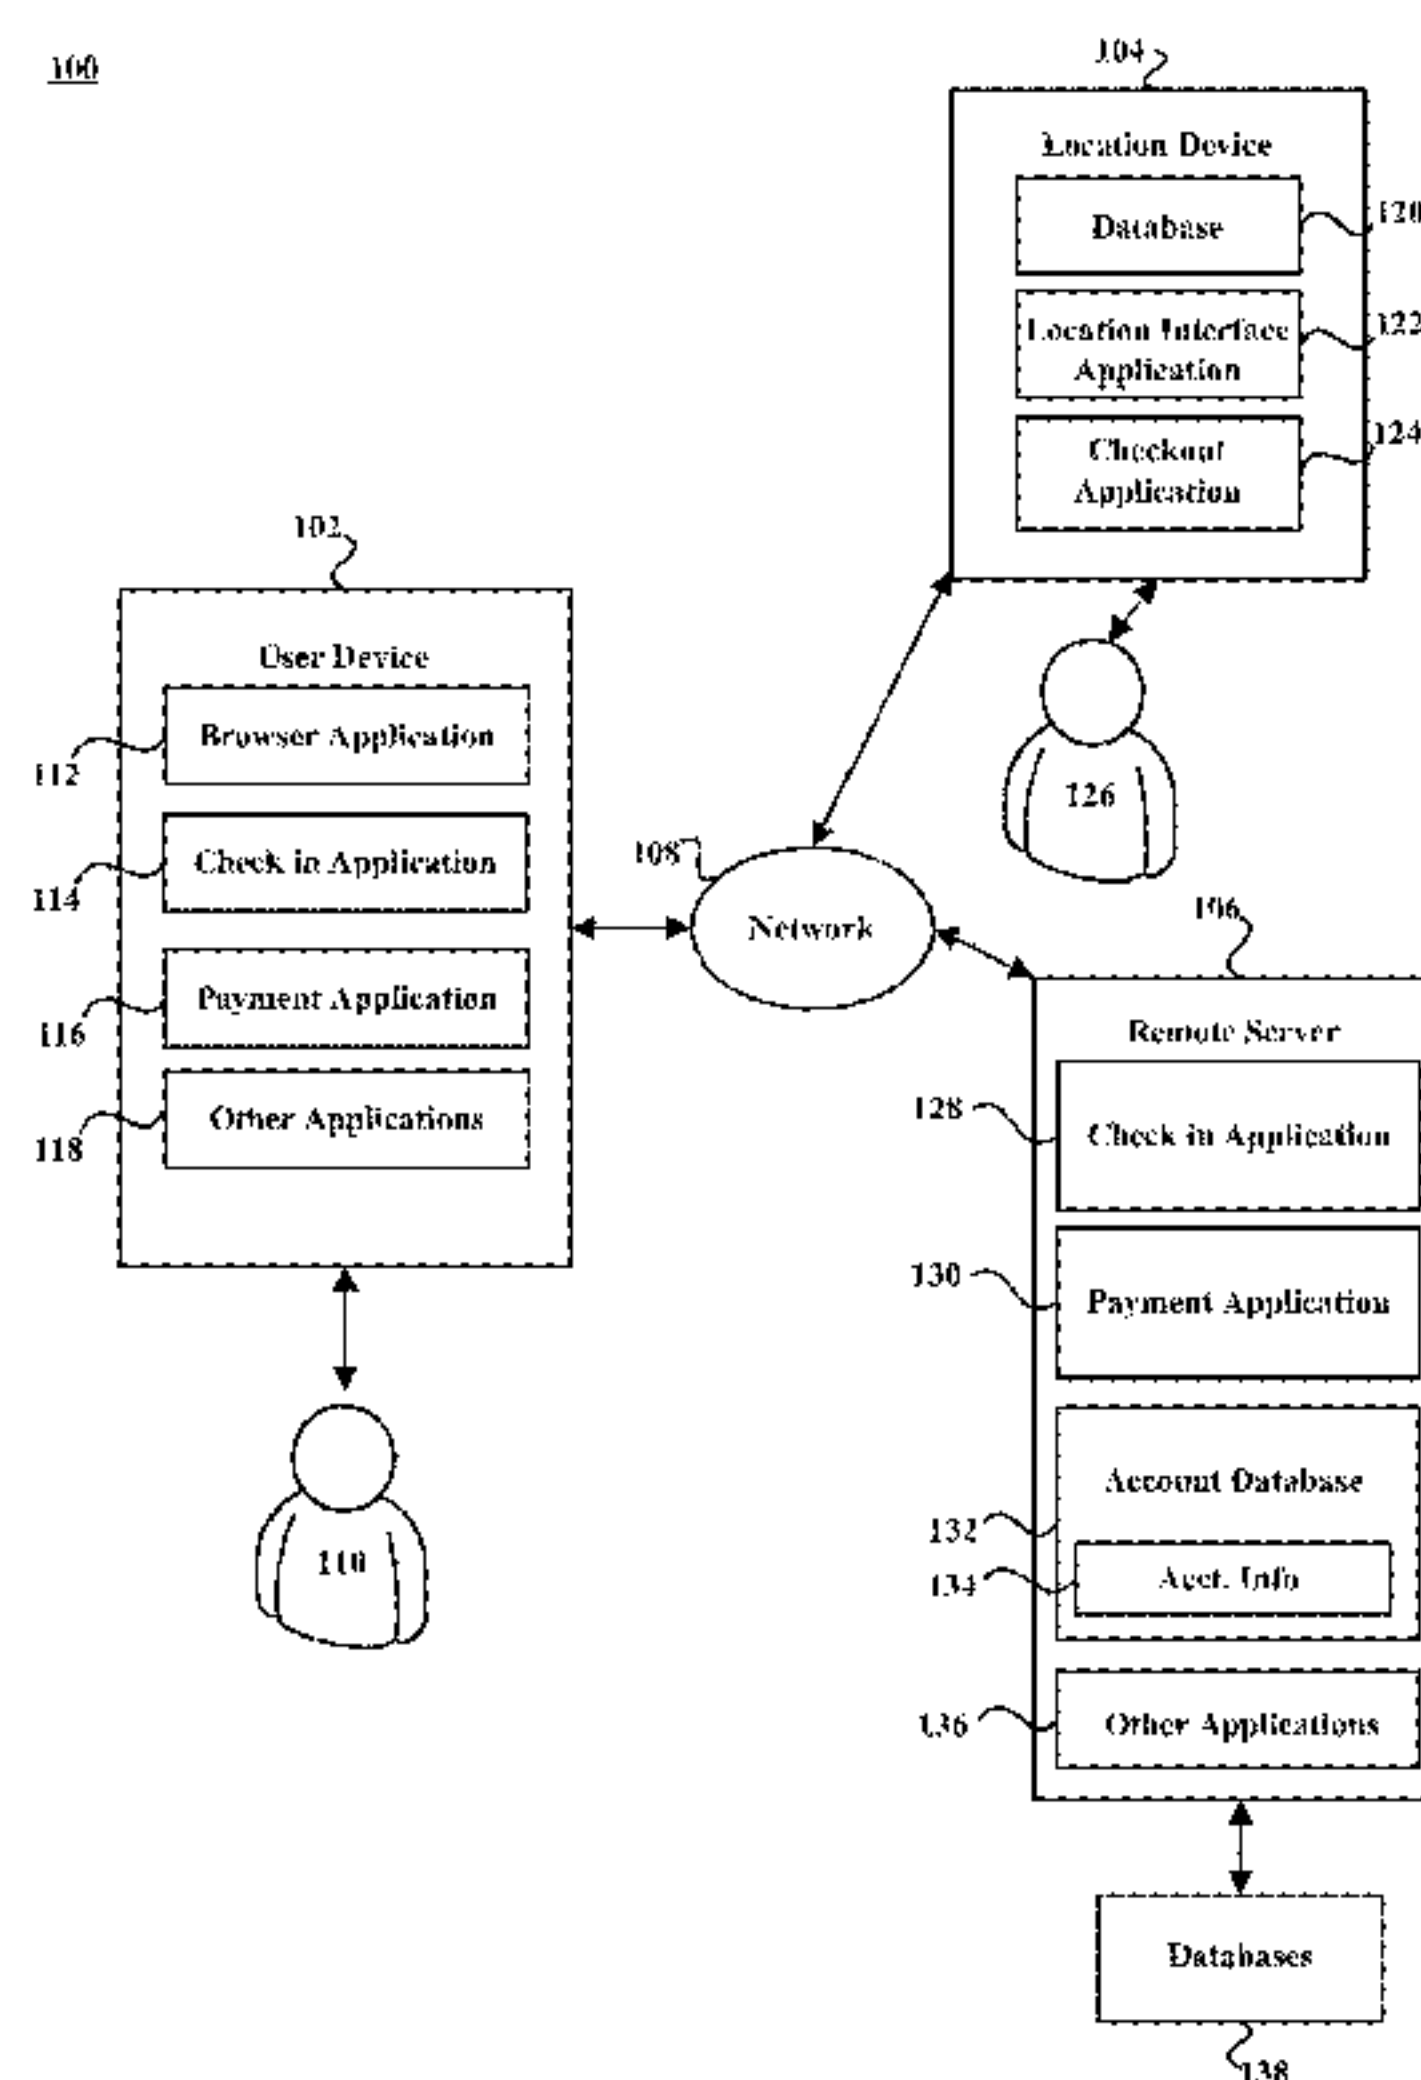 100
104
Location Device
Database
120
Location Interface
Application
122
Checkout
Application
124
102
User Device
Browser Application
112
Check in Application
114
Payment Application
116
Other Applications
118
108
Network
126
110
106
Remote Server
128
Check in Application
130
Payment Application
Account Database
132
134
Acct. Info
136
Other Applications
Databases
138